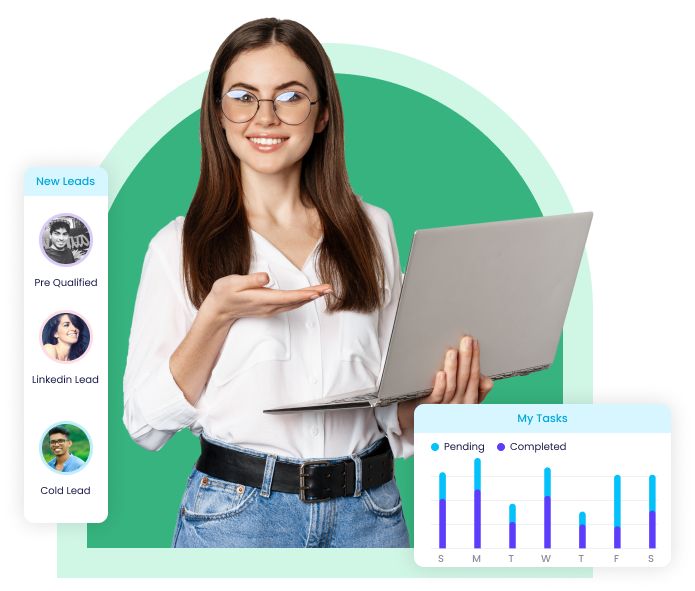 New Leads
Pre Qualified
Linkedin Lead
Cold Lead
My Tasks
Pending
Completed
S M T W T F S